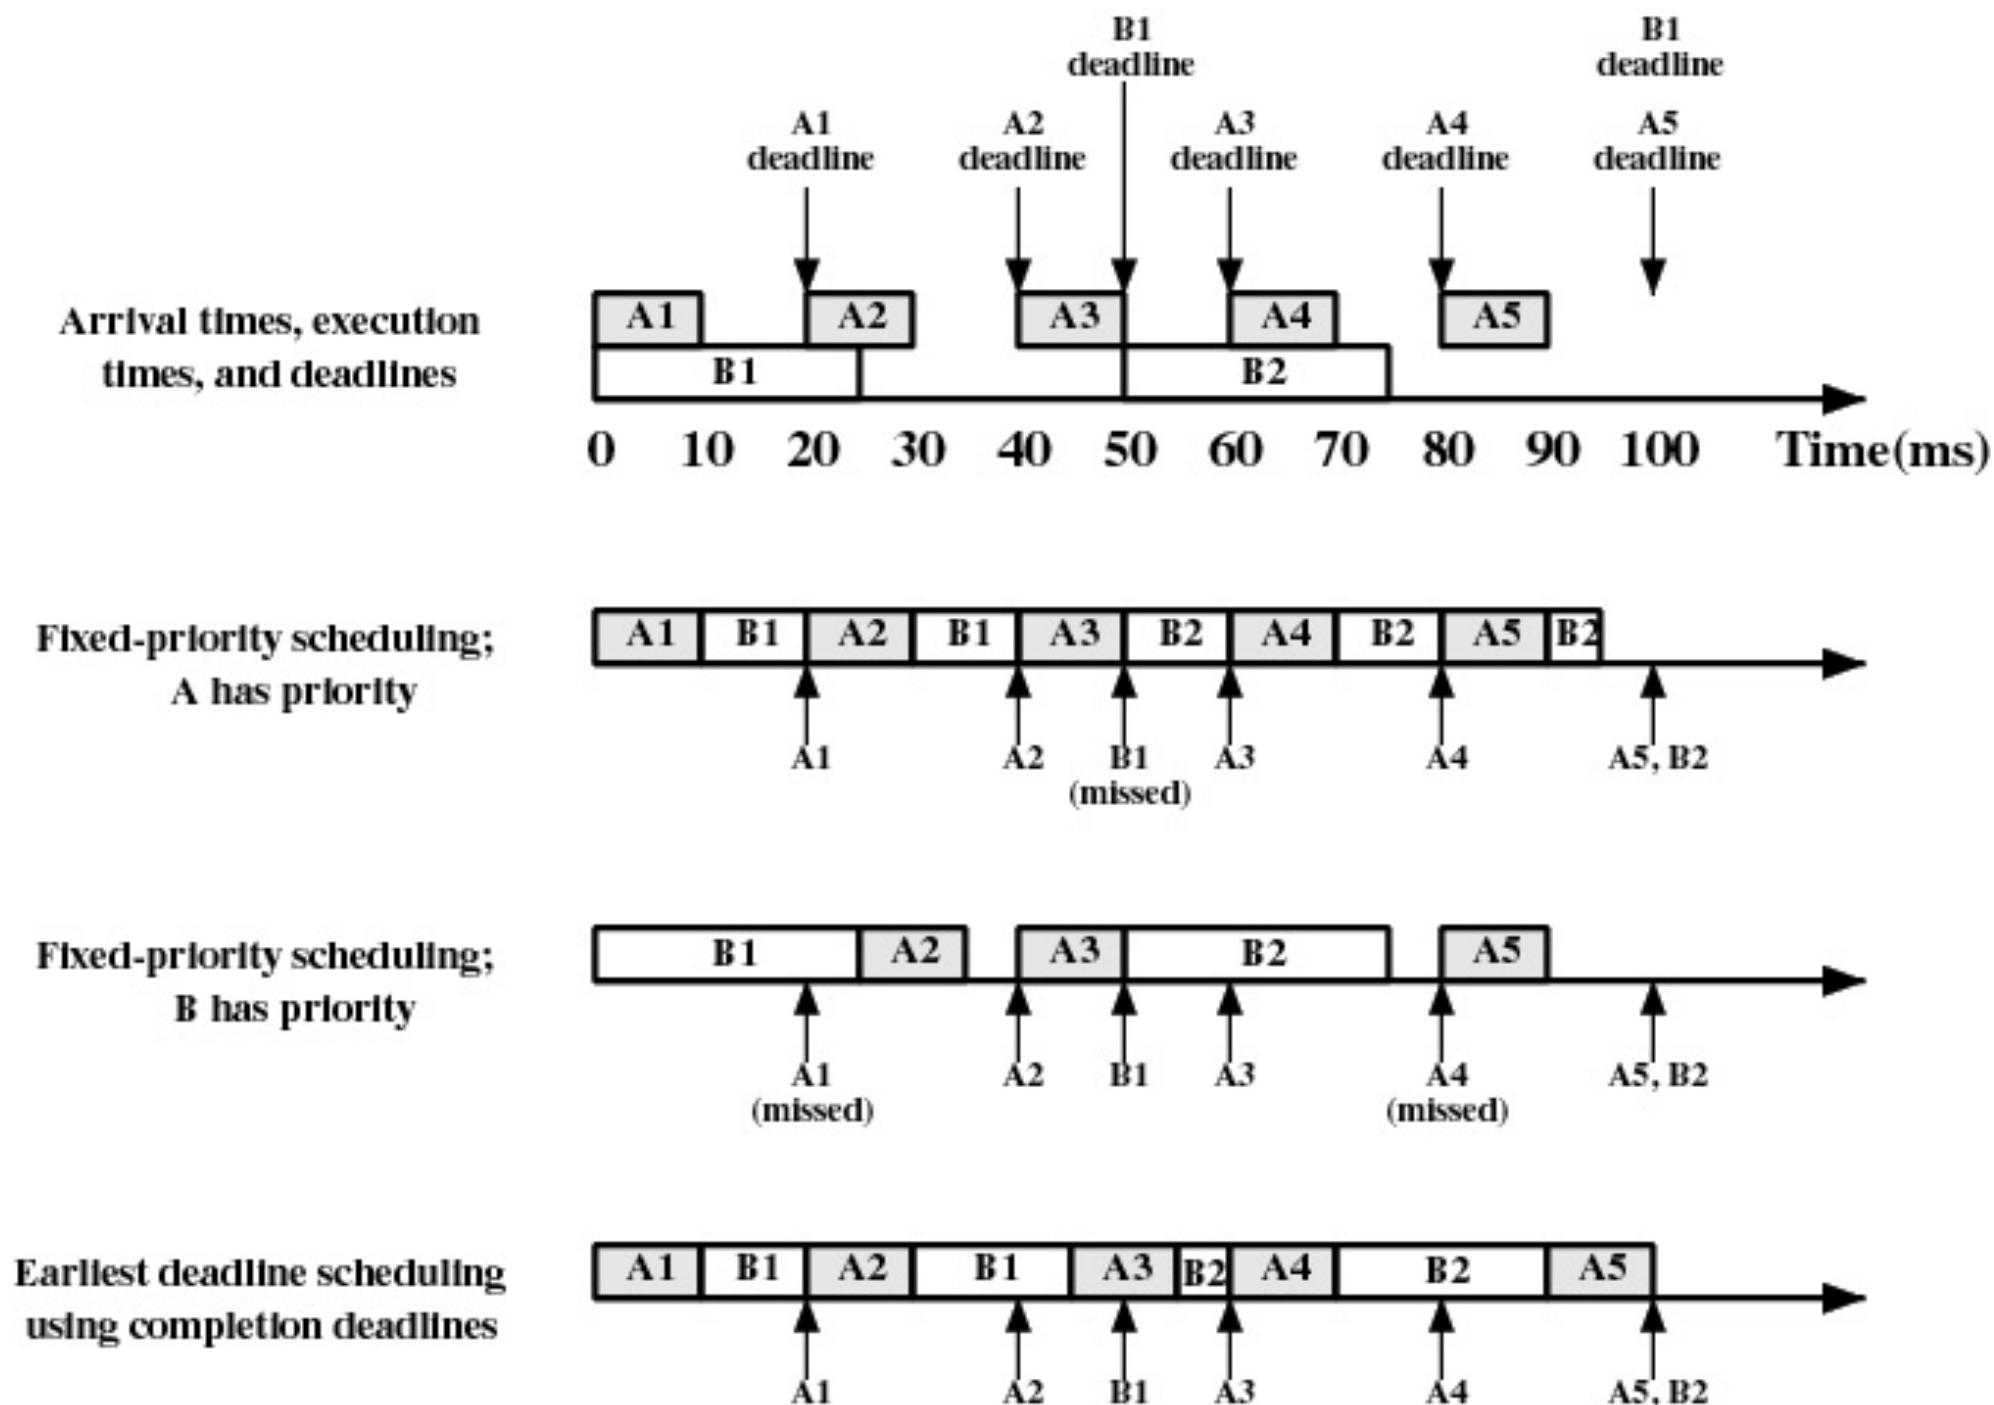 B1
deadline
B1
deadline
A1
deadline
A2
deadline
A3
deadline
A4
deadline
A5
deadline
Arrival times, execution
times, and deadlines
A1 A2 A3 A4 A5
B1 B2
0 10 20 30 40 50 60 70 80 90 100 Time(ms)
Fixed-priority scheduling;
A has priority
A1 B1 A2 B1 A3 B2 A4 B2 A5 B2
A1 A2 B1 A3 A4 A5, B2
(missed)
Fixed-priority scheduling;
B has priority
B1 A2 A3 B2 A5
A1 A2 B1 A3 A4 A5, B2
(missed) (missed)
Earliest deadline scheduling
using completion deadlines
A1 B1 A2 B1 A3 B2 A4 B2 A5
A1 A2 B1 A3 A4 A5, B2